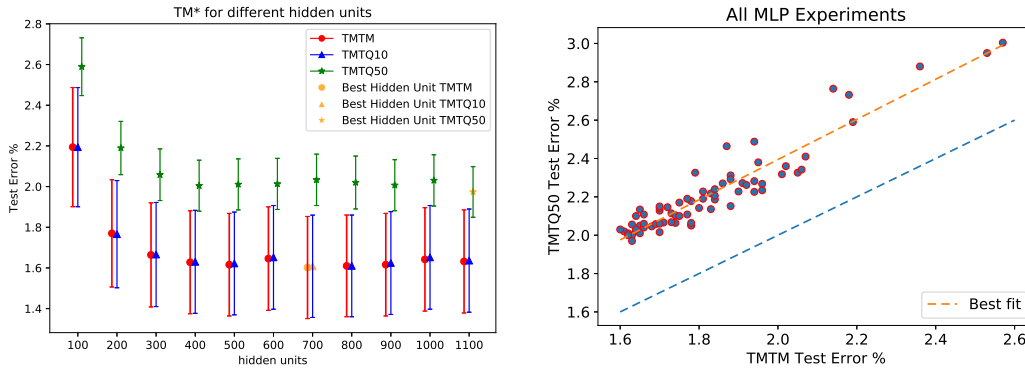 TM* for different hidden units
Test Error %
2.8
2.6
2.4
2.2
2.0
1.8
1.6
1.4
TMTM
TMTQ10
TMTQ50
Best Hidden Unit TMTM
Best Hidden Unit TMTQ10
Best Hidden Unit TMTQ50
100 200 300 400 500 600 700 800 900 1000 1100
hidden units
All MLP Experiments
TMTQ50 Test Error %
3.0
2.8
2.6
2.4
2.2
2.0
1.8
1.6
Best fit
1.6 1.8 2.0 2.2 2.4 2.6
TMTM Test Error %